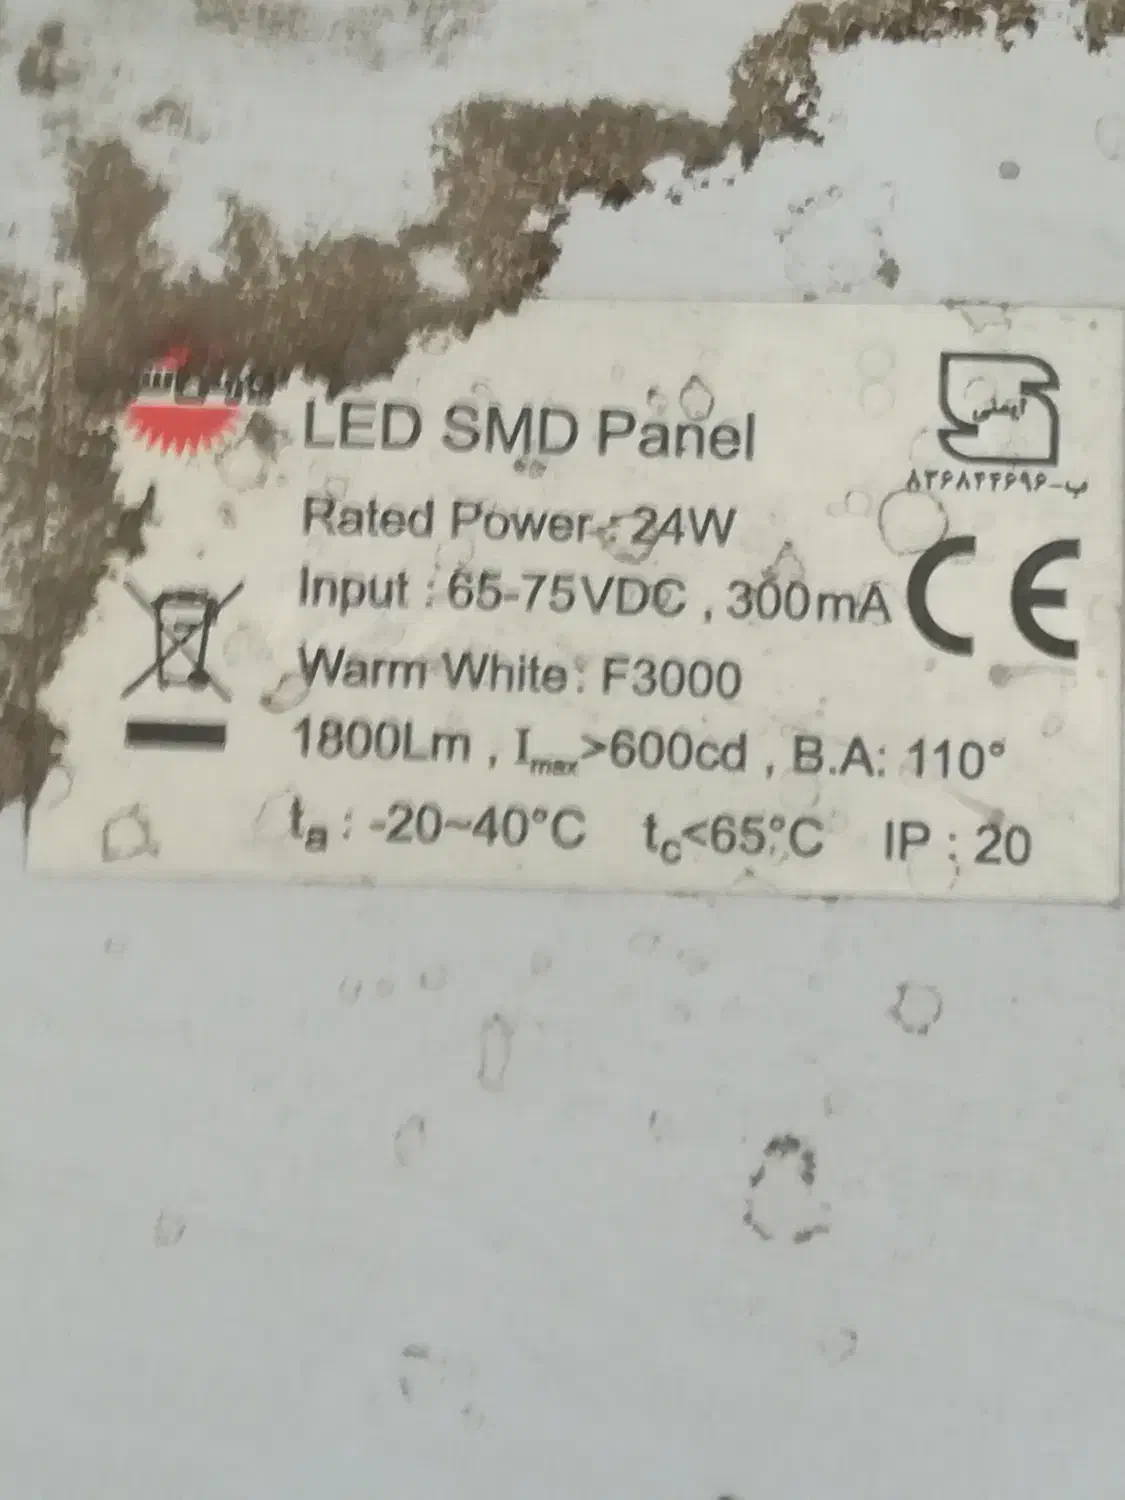 LED SMD Panel
Rated Power : 24W
Input : 65-75VDC , 300mA
Warm White: F3000
1800Lm , Imax>600cd , B.A: 110°
ta : -20~40°C tc<65°C IP : 20
CE